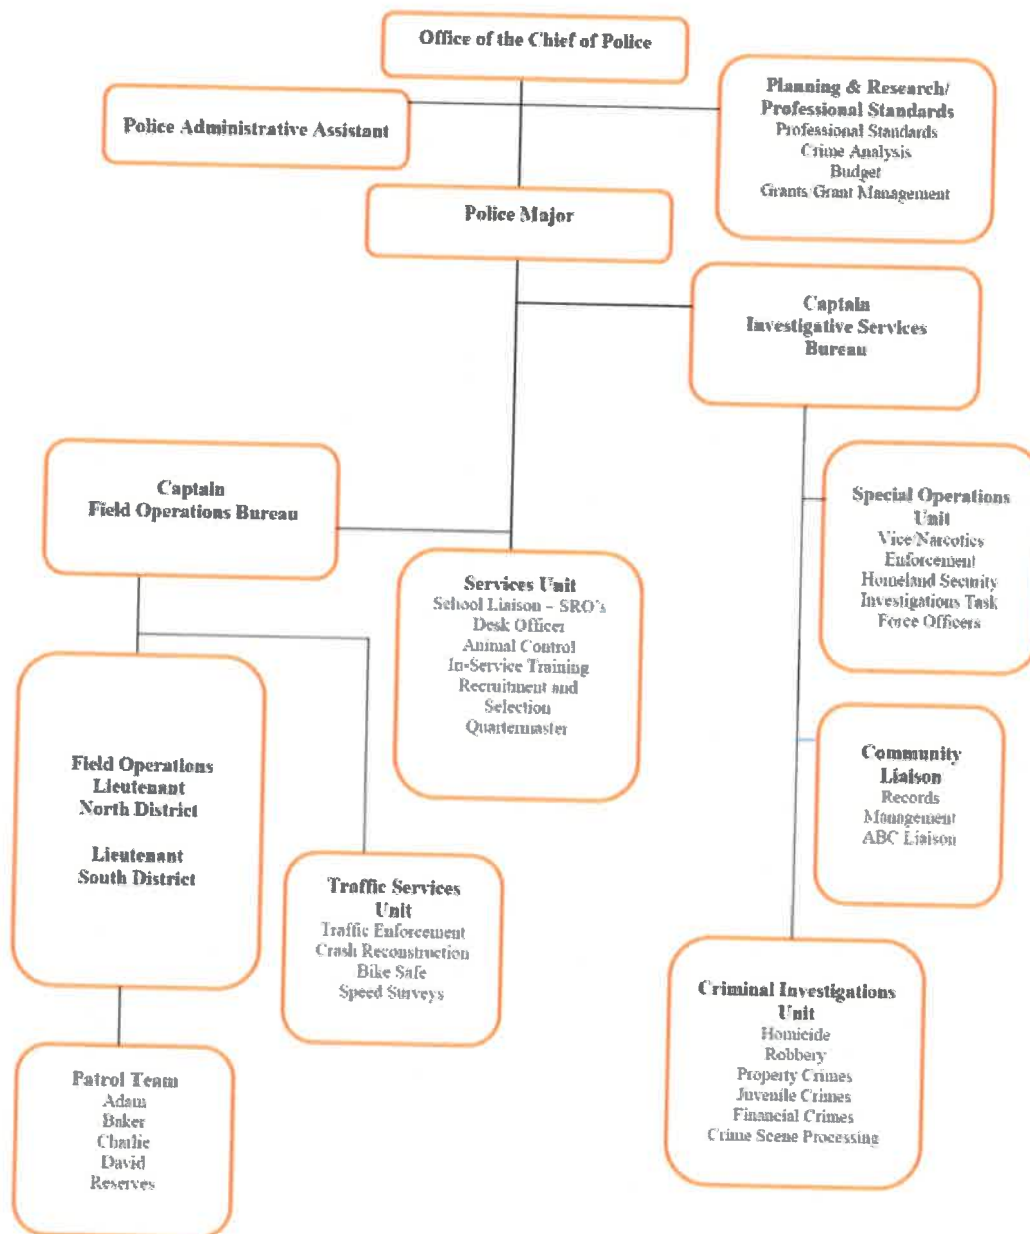 Office of the Chief of Police
Police Administrative Assistant
Planning & Research/
Professional Standards
Professional Standards
Crime Analysis
Budget
Grants/Grant Management
Police Major
Captain
Investigative Services
Bureau
Captain
Field Operations Bureau
Special Operations
Unit
Vice/Narcotics
Enforcement
Homeland Security
Investigations Task
Force Officers
Services Unit
School Liaison – SRO's
Desk Officer
Animal Control
In-Service Training
Recruitment and
Selection
Quartermaster
Field Operations
Lieutenant
North District
Lieutenant
South District
Community
Liaison
Records
Management
ABC Liaison
Traffic Services
Unit
Traffic Enforcement
Crash Reconstruction
Bike Safe
Speed Surveys
Criminal Investigations
Unit
Homicide
Robbery
Property Crimes
Juvenile Crimes
Financial Crimes
Crime Scene Processing
Patrol Team
Adam
Baker
Charlie
David
Reserves